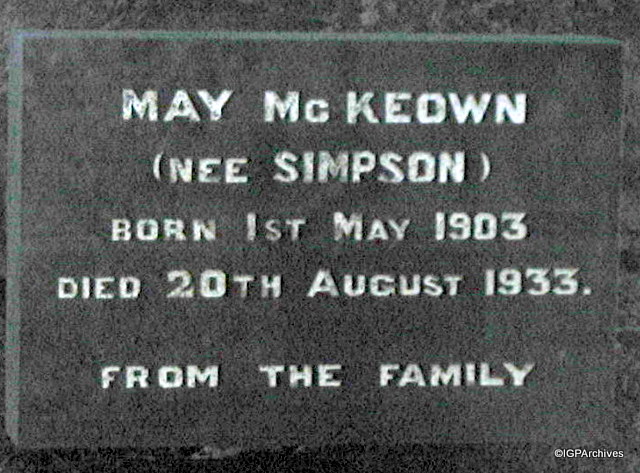 MAY McKEOWN
(NEE SIMPSON)
BORN 1ST MAY 1903
DIED 20TH AUGUST 1933.
FROM THE FAMILY
©IGPArchives